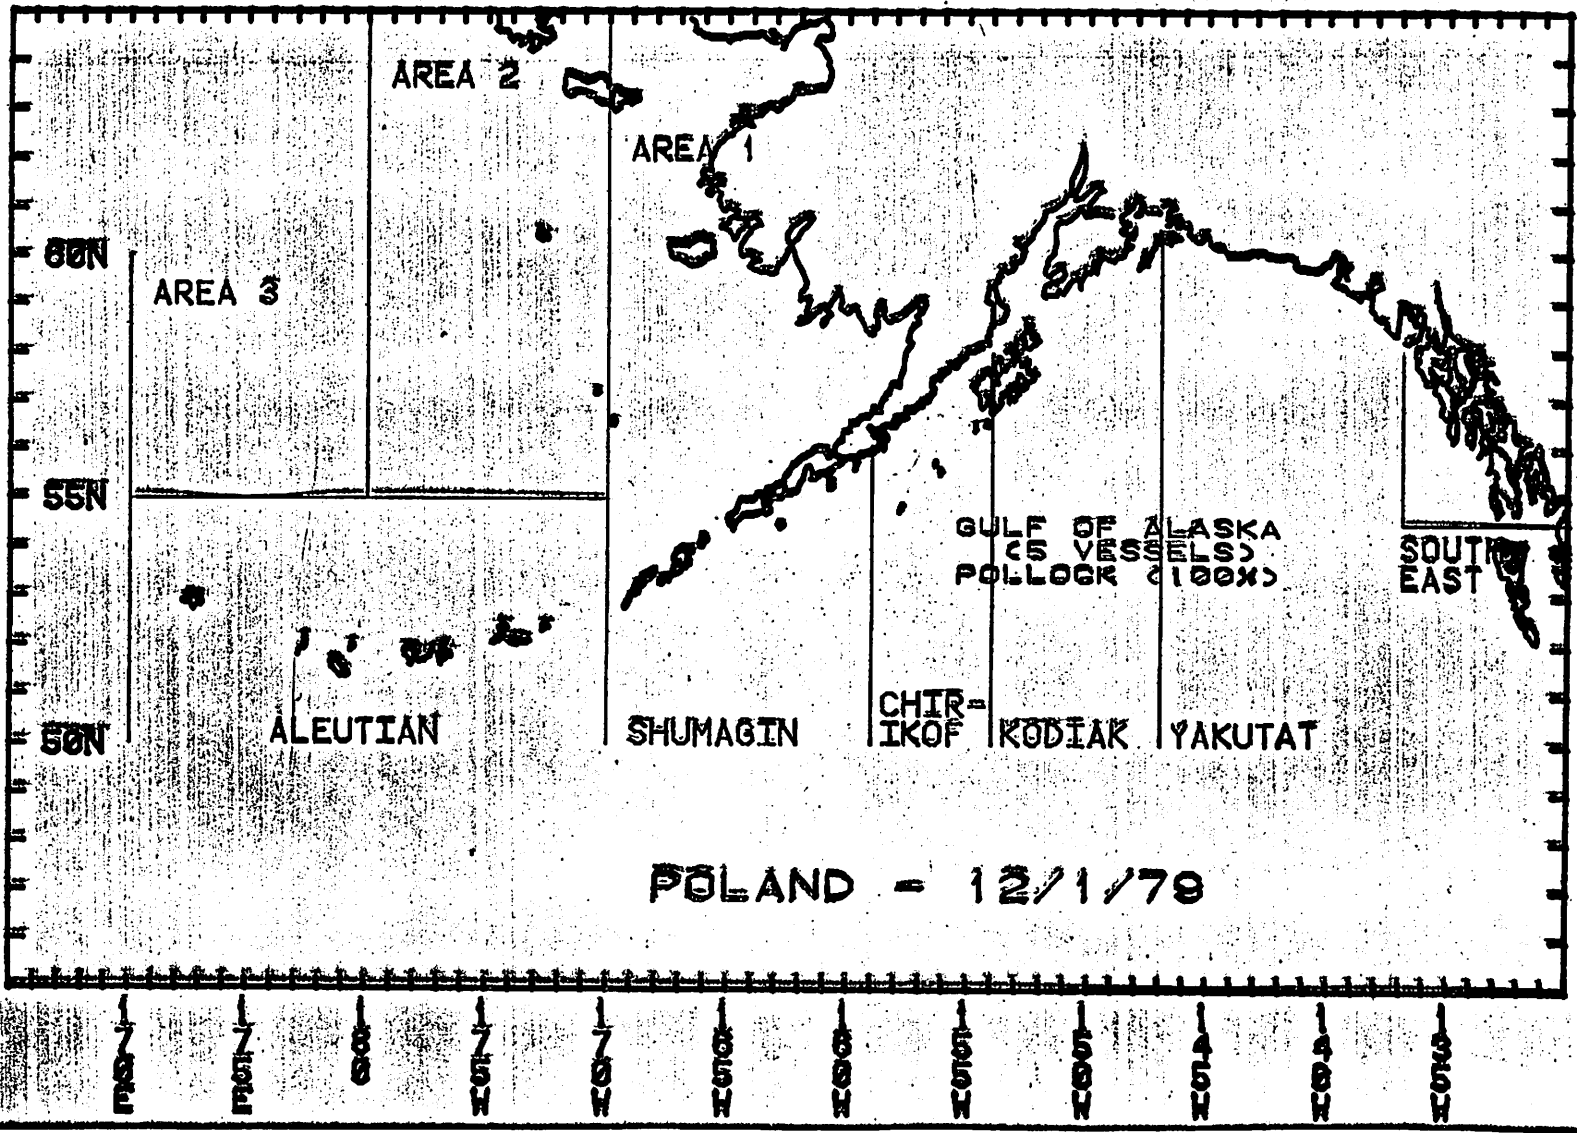 AREA 2
AREA 1
60N
AREA 3
55N
GULF OF ALASKA
(5 VESSELS)
POLLOCK (100%)
SOUTH
EAST
50N
ALEUTIAN
SHUMAGIN
CHIR-
IKOF
KODIAK
YAKUTAT
POLAND - 12/1/79
170E
175E
180
175W
170W
165W
160W
155W
150W
145W
140W
135W